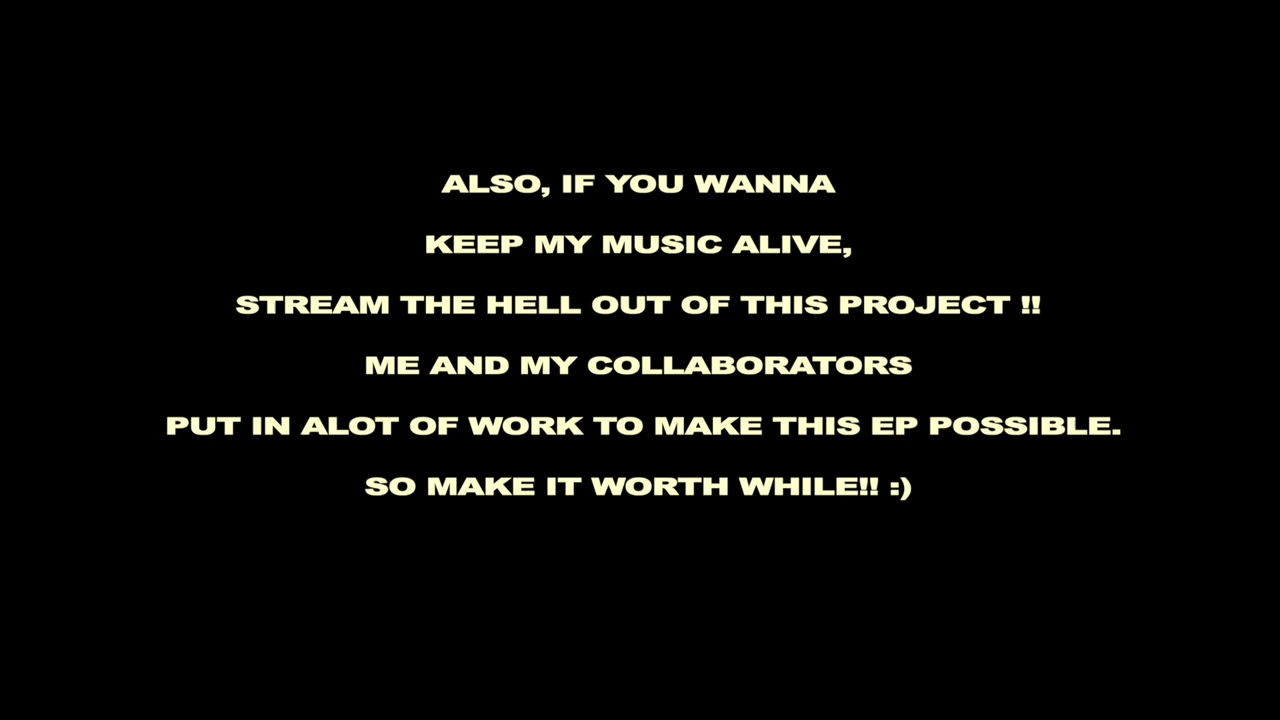 ALSO, IF YOU WANNA
KEEP MY MUSIC ALIVE,
STREAM THE HELL OUT OF THIS PROJECT !!
ME AND MY COLLABORATORS
PUT IN ALOT OF WORK TO MAKE THIS EP POSSIBLE.
SO MAKE IT WORTH WHILE!! :)